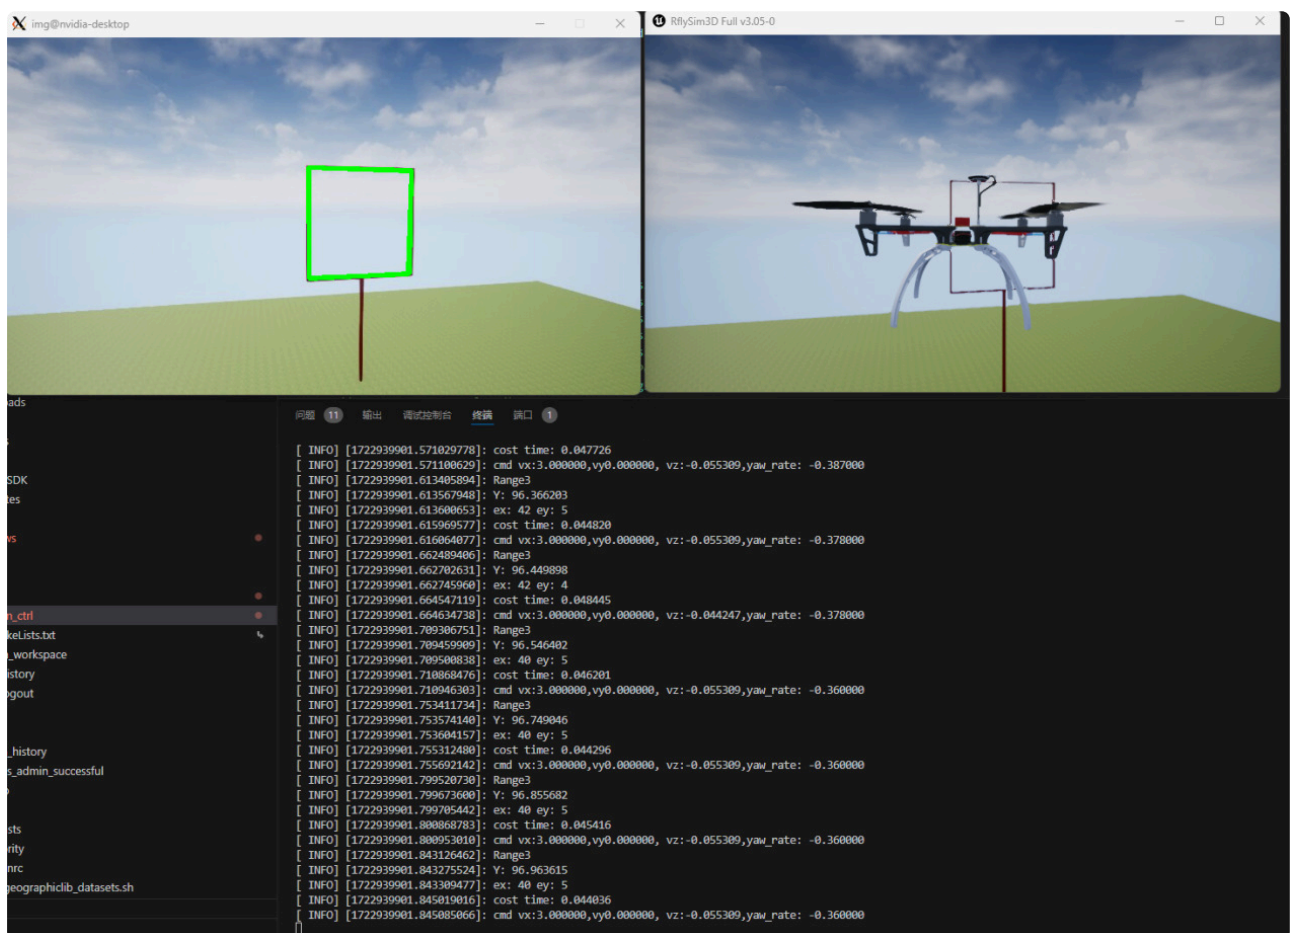 img@nvidia-desktop
RflySim3D Full v3.05-0
ads
SDK
tes
ws
n_ctrl
keLists.txt
_workspace
istory
ogout
_history
s_admin_successful
sts
ority
nrc
geographiclib_datasets.sh
问题 11 输出 调试控制台 终端 端口 1
[ INFO] [1722939901.571029778]: cost time: 0.047726
[ INFO] [1722939901.571100629]: cmd vx:3.000000,vy0.000000, vz:-0.055309,yaw_rate: -0.387000
[ INFO] [1722939901.613405894]: Range3
[ INFO] [1722939901.613567948]: Y: 96.366203
[ INFO] [1722939901.613600653]: ex: 42 ey: 5
[ INFO] [1722939901.615969577]: cost time: 0.044820
[ INFO] [1722939901.616064077]: cmd vx:3.000000,vy0.000000, vz:-0.055309,yaw_rate: -0.378000
[ INFO] [1722939901.662489406]: Range3
[ INFO] [1722939901.662702631]: Y: 96.449898
[ INFO] [1722939901.662745960]: ex: 42 ey: 4
[ INFO] [1722939901.664547119]: cost time: 0.048445
[ INFO] [1722939901.664634738]: cmd vx:3.000000,vy0.000000, vz:-0.044247,yaw_rate: -0.378000
[ INFO] [1722939901.709306751]: Range3
[ INFO] [1722939901.709459909]: Y: 96.546402
[ INFO] [1722939901.709500838]: ex: 40 ey: 5
[ INFO] [1722939901.710868476]: cost time: 0.046201
[ INFO] [1722939901.710946303]: cmd vx:3.000000,vy0.000000, vz:-0.055309,yaw_rate: -0.360000
[ INFO] [1722939901.753411734]: Range3
[ INFO] [1722939901.753574140]: Y: 96.749046
[ INFO] [1722939901.753604157]: ex: 40 ey: 5
[ INFO] [1722939901.755312480]: cost time: 0.044296
[ INFO] [1722939901.755692142]: cmd vx:3.000000,vy0.000000, vz:-0.055309,yaw_rate: -0.360000
[ INFO] [1722939901.799520730]: Range3
[ INFO] [1722939901.799673600]: Y: 96.855682
[ INFO] [1722939901.799705442]: ex: 40 ey: 5
[ INFO] [1722939901.800868783]: cost time: 0.045416
[ INFO] [1722939901.800953010]: cmd vx:3.000000,vy0.000000, vz:-0.055309,yaw_rate: -0.360000
[ INFO] [1722939901.843126462]: Range3
[ INFO] [1722939901.843275524]: Y: 96.963615
[ INFO] [1722939901.843309477]: ex: 40 ey: 5
[ INFO] [1722939901.845019016]: cost time: 0.044036
[ INFO] [1722939901.845085066]: cmd vx:3.000000,vy0.000000, vz:-0.055309,yaw_rate: -0.360000